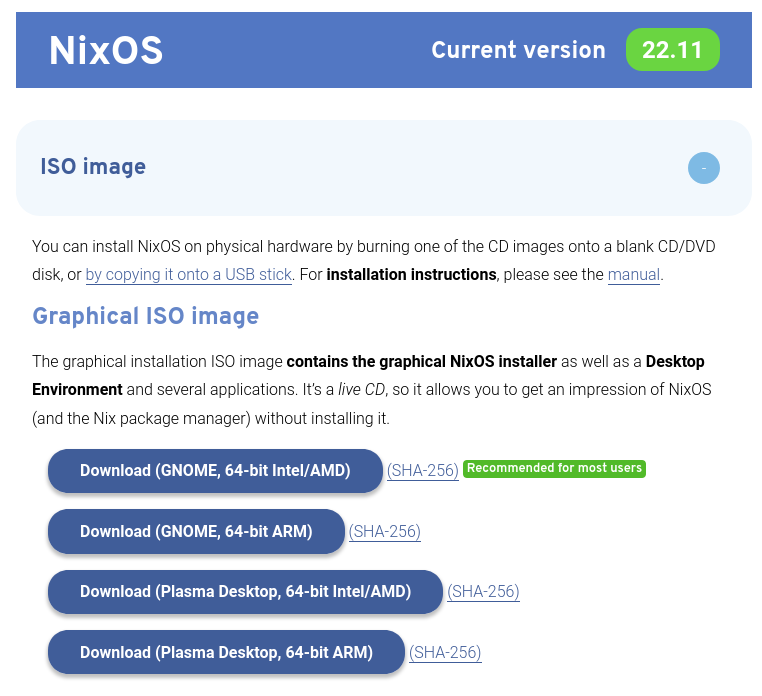 NixOS
Current version 22.11
ISO image
-
You can install NixOS on physical hardware by burning one of the CD images onto a blank CD/DVD
disk, or by copying it onto a USB stick. For installation instructions, please see the manual.
Graphical ISO image
The graphical installation ISO image contains the graphical NixOS installer as well as a Desktop
Environment and several applications. It’s a live CD, so it allows you to get an impression of NixOS
(and the Nix package manager) without installing it.
Download (GNOME, 64-bit Intel/AMD) (SHA-256) Recommended for most users
Download (GNOME, 64-bit ARM) (SHA-256)
Download (Plasma Desktop, 64-bit Intel/AMD) (SHA-256)
Download (Plasma Desktop, 64-bit ARM) (SHA-256)